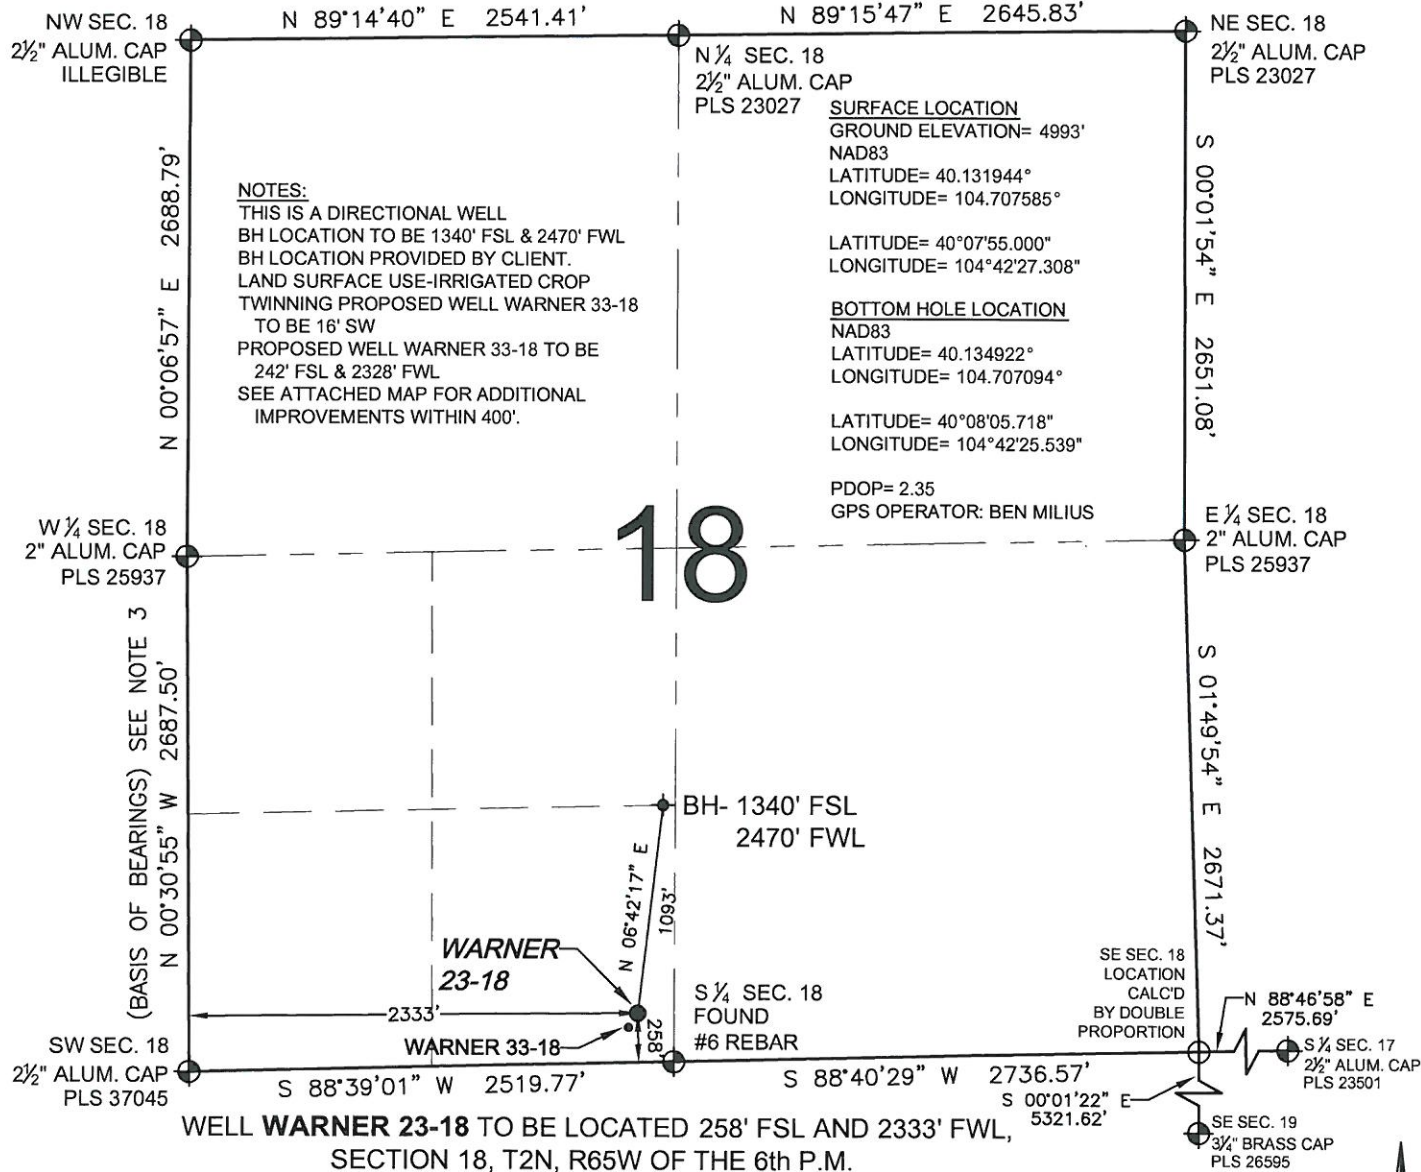 N 89°14'40" E 2541.41'
N 89°15'47" E 2645.83'
NW SEC. 18
2½" ALUM. CAP
ILLEGIBLE
N ¼ SEC. 18
2½" ALUM. CAP
PLS 23027
NE SEC. 18
2½" ALUM. CAP
PLS 23027
SURFACE LOCATION
GROUND ELEVATION= 4993'
NAD83
LATITUDE= 40.131944°
LONGITUDE= 104.707585°
LATITUDE= 40°07'55.000"
LONGITUDE= 104°42'27.308"
BOTTOM HOLE LOCATION
NAD83
LATITUDE= 40.134922°
LONGITUDE= 104.707094°
LATITUDE= 40°08'05.718"
LONGITUDE= 104°42'25.539"
PDOP= 2.35
GPS OPERATOR: BEN MILIUS
NOTES:
THIS IS A DIRECTIONAL WELL
BH LOCATION TO BE 1340' FSL & 2470' FWL
BH LOCATION PROVIDED BY CLIENT.
LAND SURFACE USE-IRRIGATED CROP
TWINNING PROPOSED WELL WARNER 33-18
TO BE 16' SW
PROPOSED WELL WARNER 33-18 TO BE
242' FSL & 2328' FWL
SEE ATTACHED MAP FOR ADDITIONAL
IMPROVEMENTS WITHIN 400'.
N 00°06'57" E 2688.79'
S 00°01'54" E 2651.08'
W ¼ SEC. 18
2" ALUM. CAP
PLS 25937
18
E ¼ SEC. 18
2" ALUM. CAP
PLS 25937
(BASIS OF BEARINGS) SEE NOTE 3
N 00°30'55" W 2687.50'
S 01°49'54" E 2671.37'
BH- 1340' FSL
2470' FWL
N 06°42'17" E
1093'
WARNER
23-18
2333'
258'
WARNER 33-18
S ¼ SEC. 18
FOUND
#6 REBAR
SE SEC. 18
LOCATION
CALC'D
BY DOUBLE
PROPORTION
N 88°46'58" E
2575.69'
S ¼ SEC. 17
2½" ALUM. CAP
PLS 23501
SW SEC. 18
2½" ALUM. CAP
PLS 37045
S 88°39'01" W 2519.77'
S 88°40'29" W 2736.57'
S 00°01'22" E
5321.62'
SE SEC. 19
3¼" BRASS CAP
PLS 26595
WELL WARNER 23-18 TO BE LOCATED 258' FSL AND 2333' FWL,
SECTION 18, T2N, R65W OF THE 6th P.M.